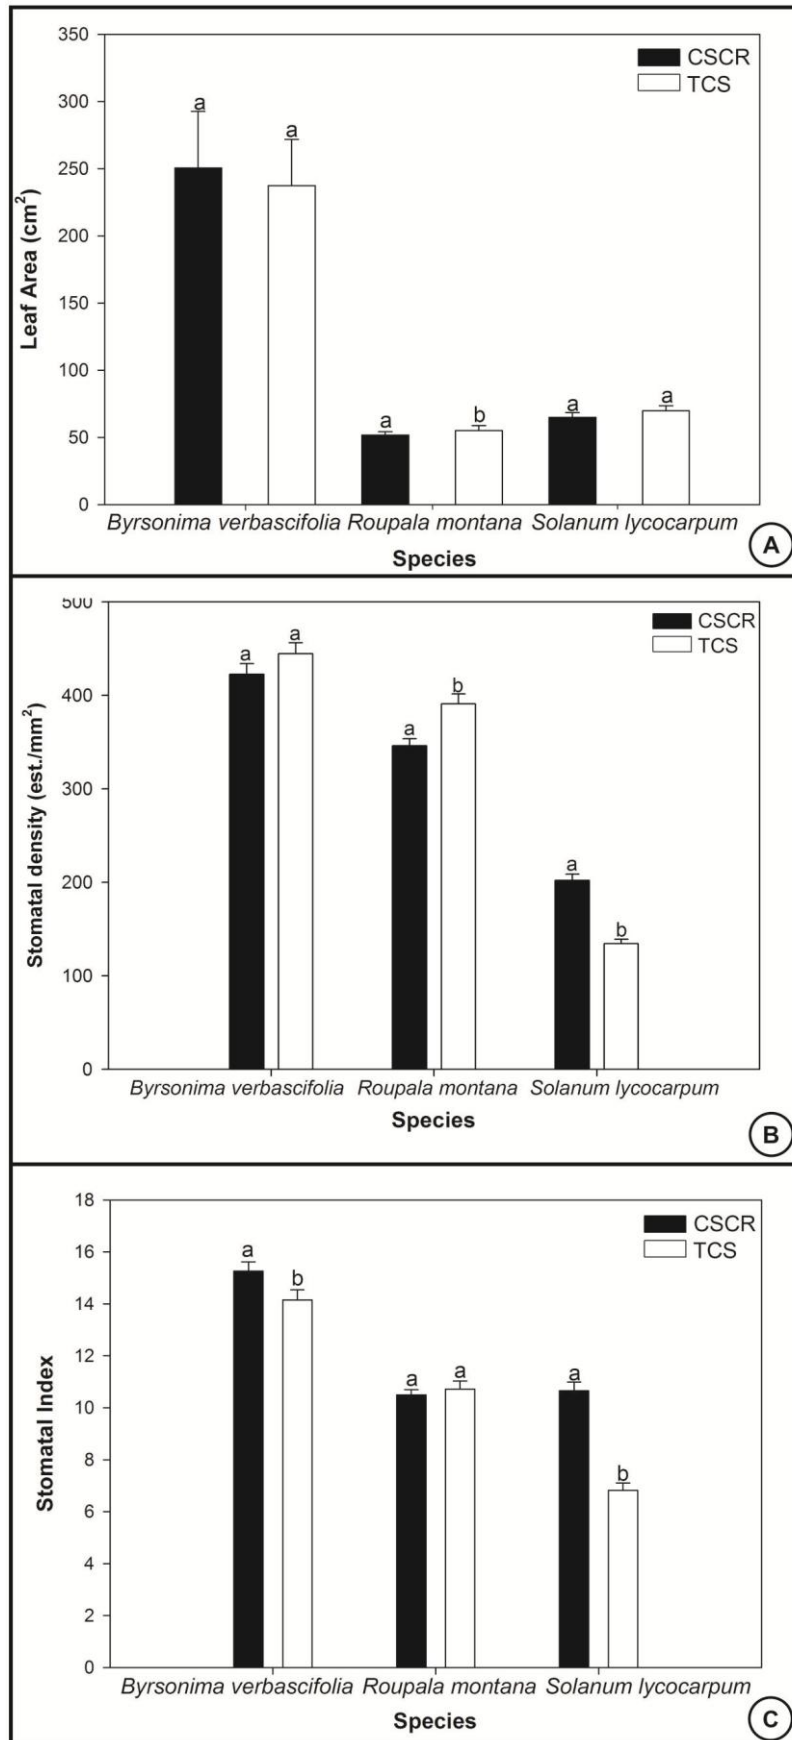 350
300
250
200
150
100
50
0
Leaf Area (cm²)
CSCR
TCS
a
a
a
b
a
a
Byrsonima verbascifolia Roupala montana Solanum lycocarpum
Species
A
500
400
300
200
100
0
Stomatal density (est./mm²)
CSCR
TCS
a
a
a
b
a
b
Byrsonima verbascifolia Roupala montana Solanum lycocarpum
Species
B
18
16
14
12
10
8
6
4
2
0
Stomatal Index
CSCR
TCS
a
b
a
a
a
b
Byrsonima verbascifolia Roupala montana Solanum lycocarpum
Species
C